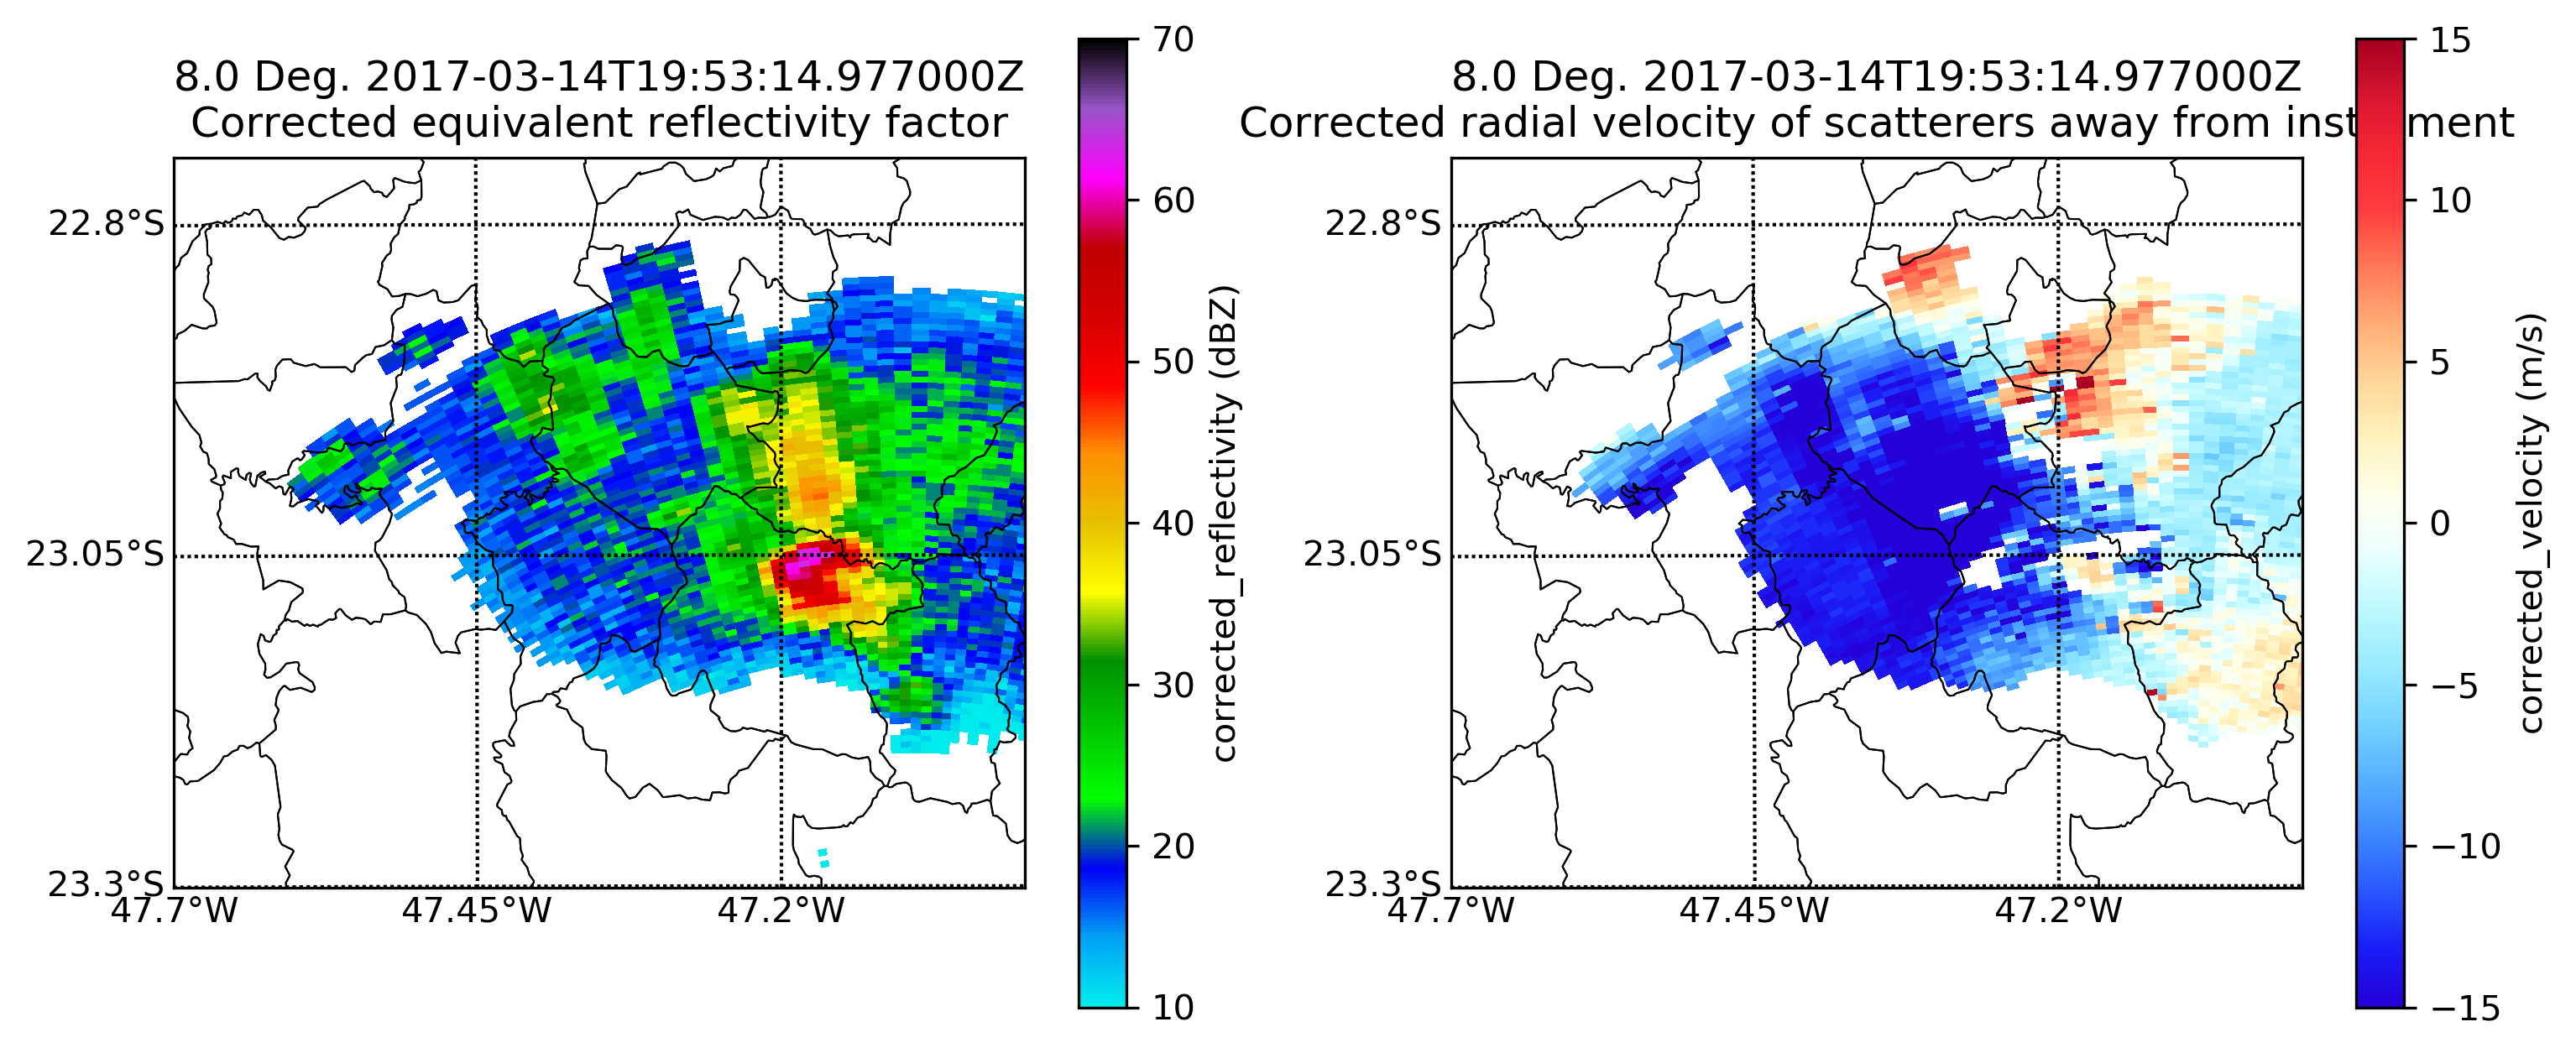 8.0 Deg. 2017-03-14T19:53:14.977000Z
Corrected equivalent reflectivity factor
22.8°S
23.05°S
23.3°S
47.7°W
47.45°W
47.2°W
70
60
50
40
30
20
10
corrected_reflectivity (dBZ)
8.0 Deg. 2017-03-14T19:53:14.977000Z
Corrected radial velocity of scatterers away from inst ment
22.8°S
23.05°S
23.3°S
47.7°W
47.45°W
47.2°W
15
10
5
0
−5
−10
−15
corrected_velocity (m/s)